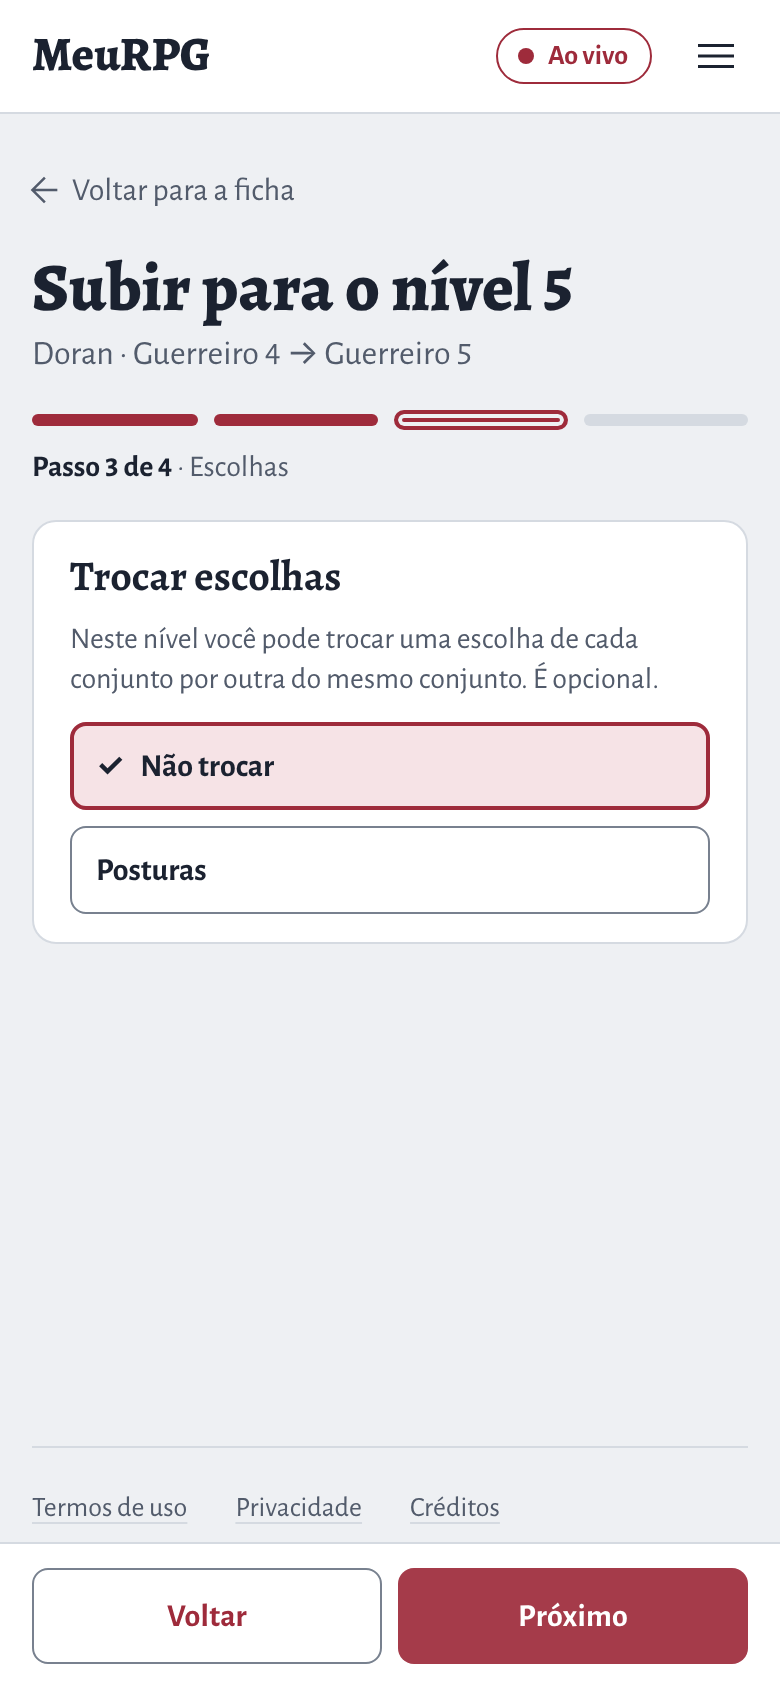 MeuRPG
Ao vivo
Voltar para a ficha
Subir para o nível 5
Doran · Guerreiro 4 → Guerreiro 5
Passo 3 de 4 · Escolhas
Trocar escolhas
Neste nível você pode trocar uma escolha de cada
conjunto por outra do mesmo conjunto. É opcional.
Não trocar
Posturas
Termos de uso
Privacidade
Créditos
Voltar
Próximo